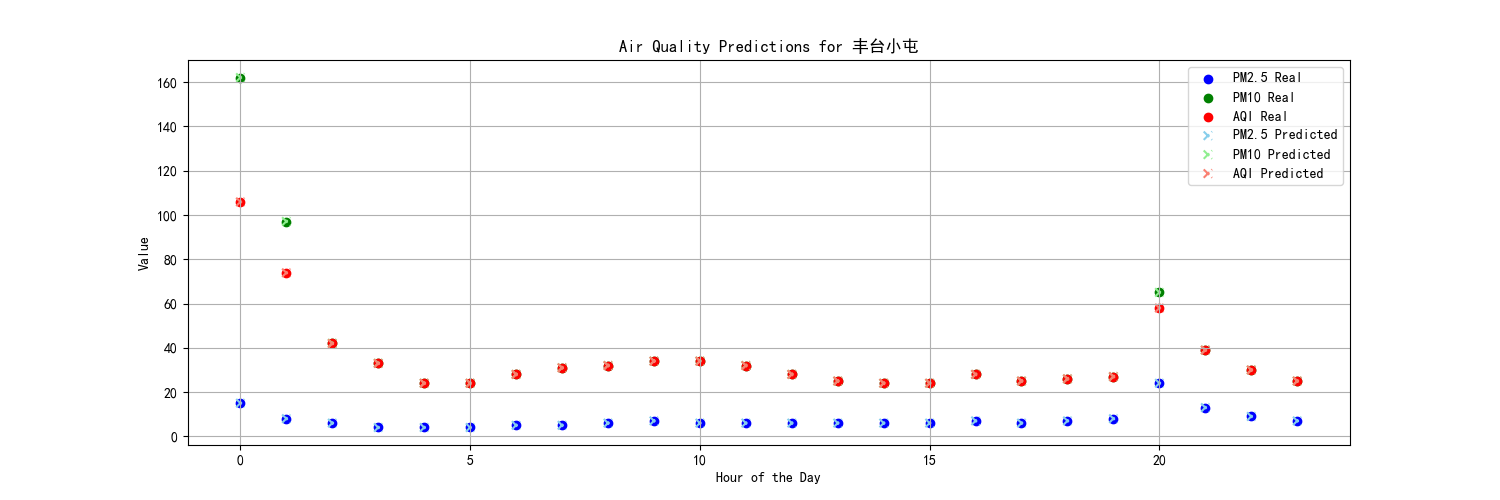 Air Quality Predictions for 丰台小屯
Value
160
140
120
100
80
60
40
20
0
0 5 10 15 20
Hour of the Day
PM2.5 Real
PM10 Real
AQI Real
PM2.5 Predicted
PM10 Predicted
AQI Predicted